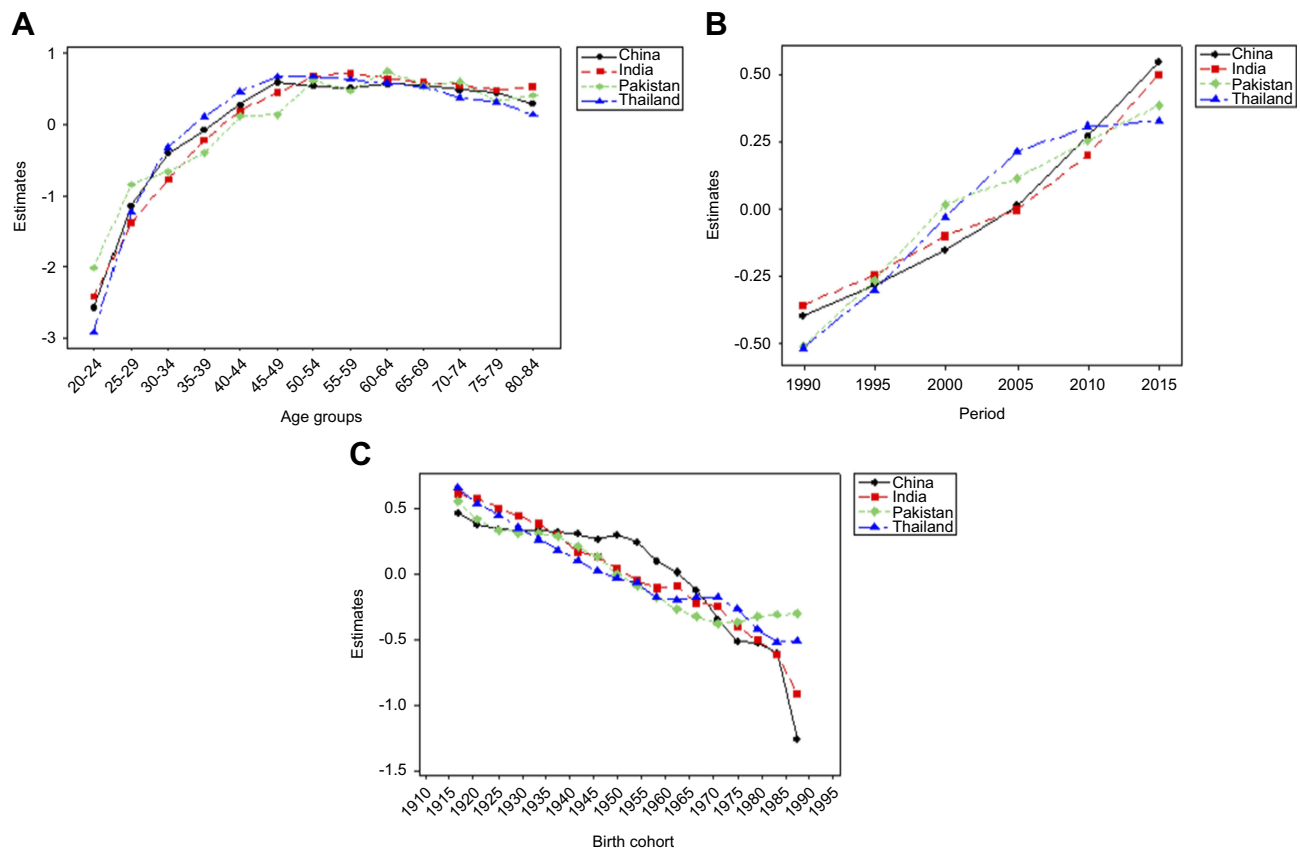 A
China
India
Pakistan
Thailand
1
0
-1
-2
-3
Estimates
20-24
25-29
30-34
35-39
40-44
45-49
50-54
55-59
60-64
65-69
70-74
75-79
80-84
Age groups
B
China
India
Pakistan
Thailand
0.50
0.25
0.00
-0.25
-0.50
Estimates
1990
1995
2000
2005
2010
2015
Period
C
China
India
Pakistan
Thailand
0.5
0.0
-0.5
-1.0
-1.5
Estimates
1910
1915
1920
1925
1930
1935
1940
1945
1950
1955
1960
1965
1970
1975
1980
1985
1990
1995
Birth cohort